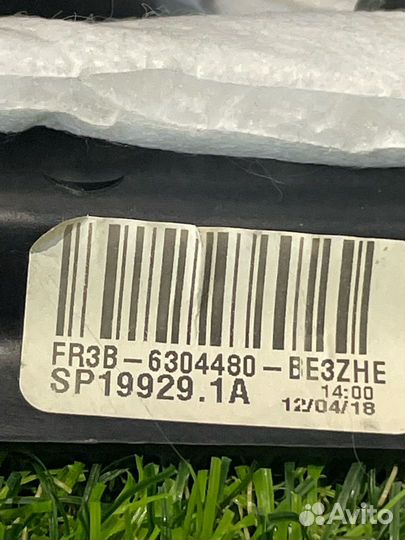 FR3B-6304480-BE3ZHE
SP19929.1A
14:00
12/04/18
Avito